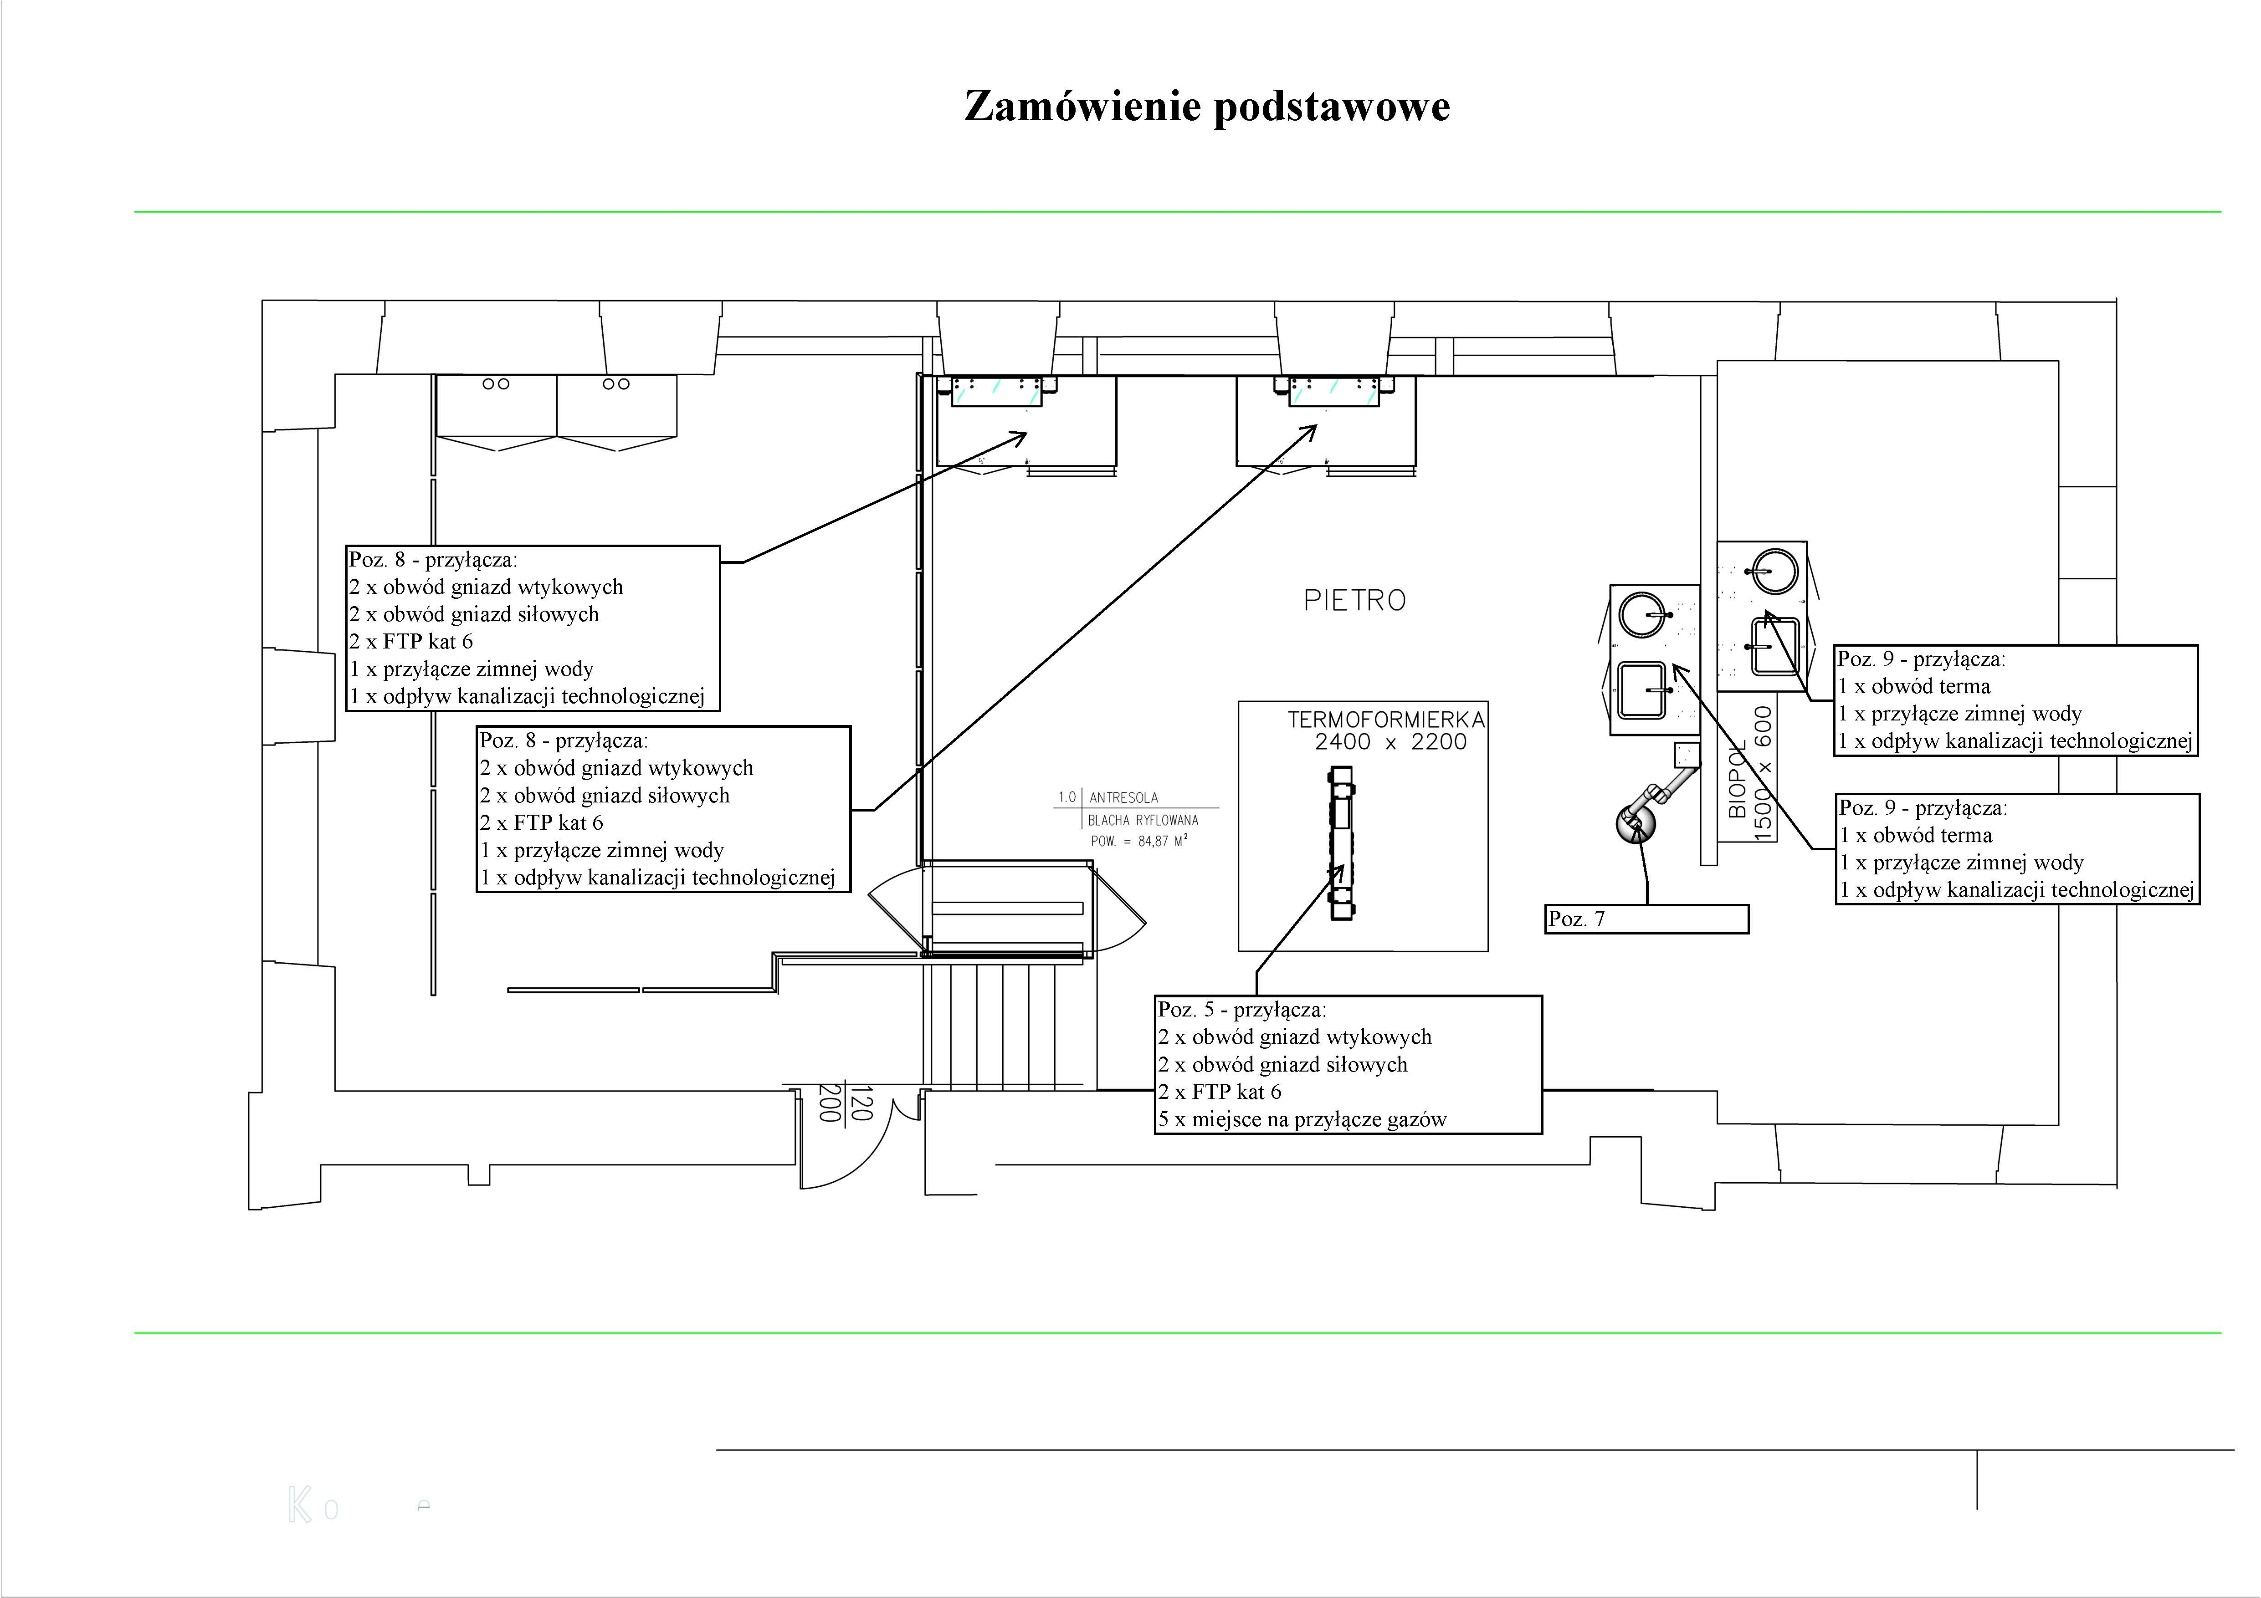 Zamówienie podstawowe
Poz. 8 - przyłącza:
2 x obwód gniazd wtykowych
2 x obwód gniazd siłowych
2 x FTP kat 6
1 x przyłącze zimnej wody
1 x odpływ kanalizacji technologicznej
Poz. 8 - przyłącza:
2 x obwód gniazd wtykowych
2 x obwód gniazd siłowych
2 x FTP kat 6
1 x przyłącze zimnej wody
1 x odpływ kanalizacji technologicznej
PIETRO
TERMOFORMIERKA
2400 x 2200
1.0 ANTRESOLA
BLACHA RYFLOWANA
POW. = 84,87 M²
BIOPOL
1500 x 600
Poz. 9 - przyłącza:
1 x obwód terma
1 x przyłącze zimnej wody
1 x odpływ kanalizacji technologicznej
Poz. 9 - przyłącza:
1 x obwód terma
1 x przyłącze zimnej wody
1 x odpływ kanalizacji technologicznej
Poz. 7
Poz. 5 - przyłącza:
2 x obwód gniazd wtykowych
2 x obwód gniazd siłowych
2 x FTP kat 6
5 x miejsce na przyłącze gazów
120
200